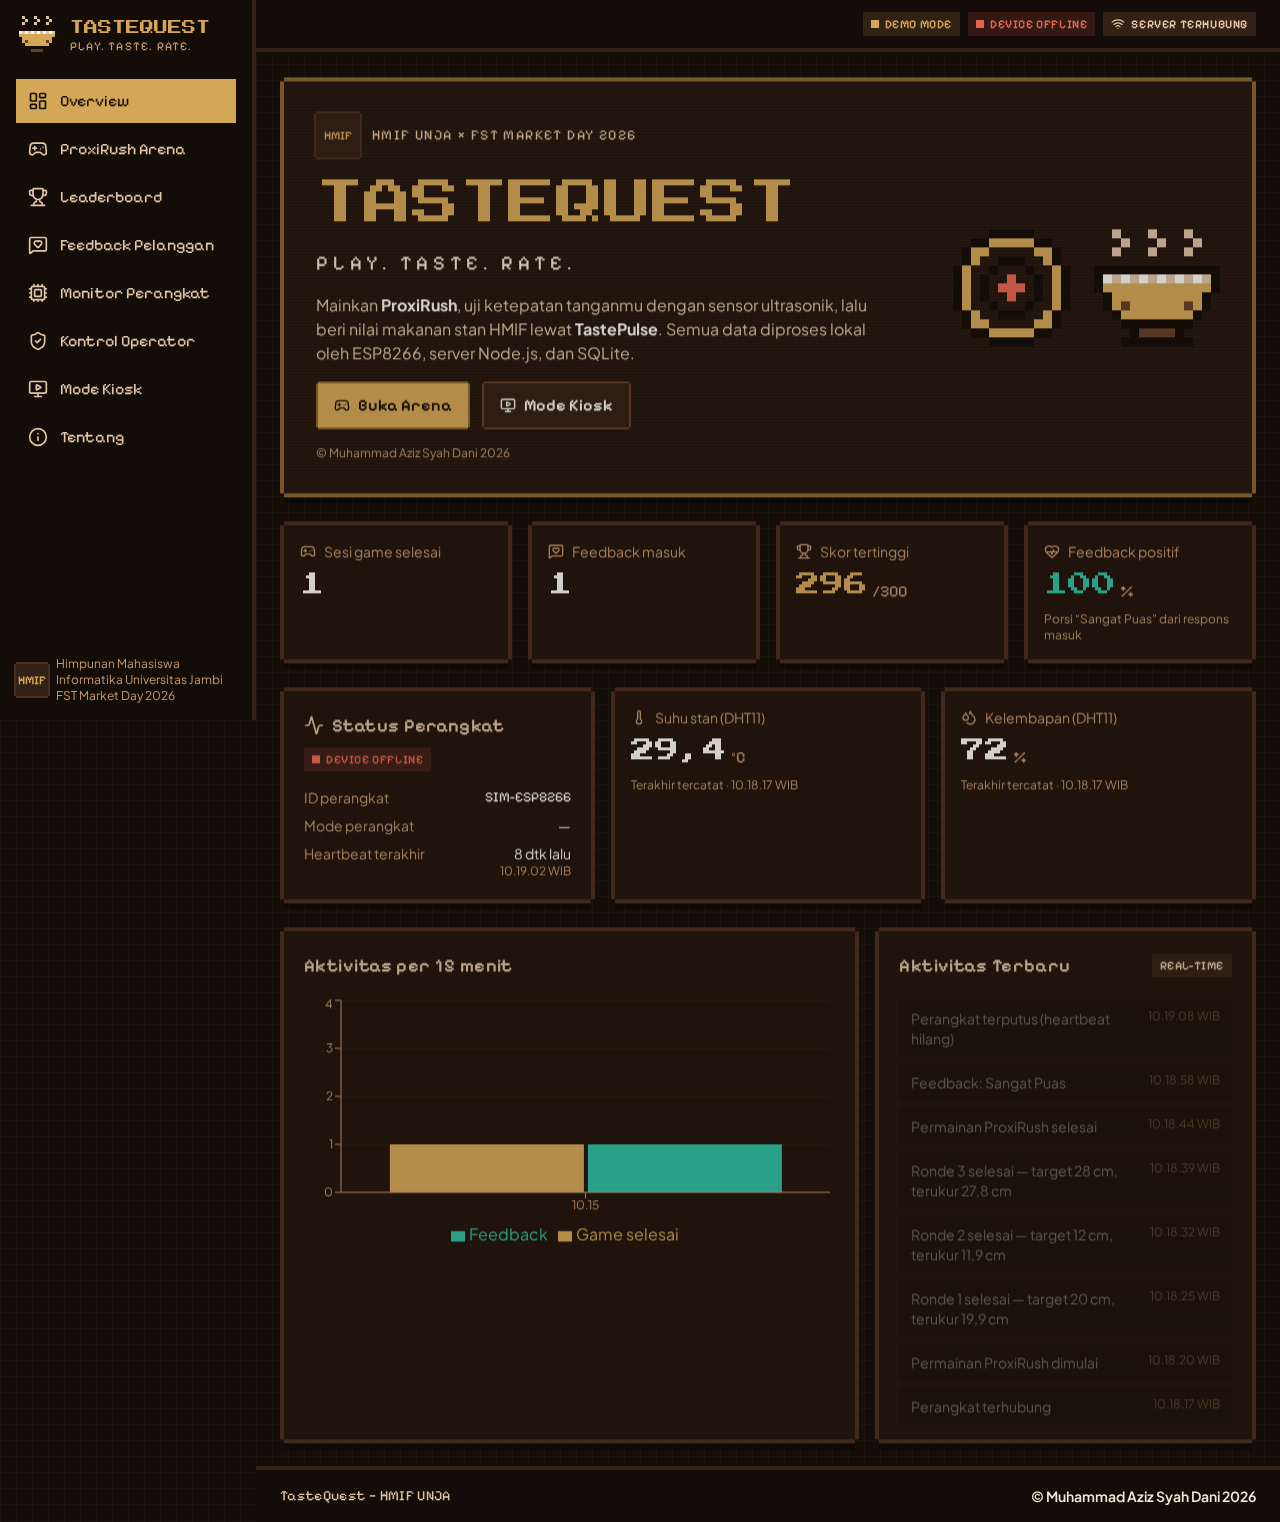 TASTEQUEST
PLAY. TASTE. RATE.
Overview
ProxiRush Arena
Leaderboard
Feedback Pelanggan
Monitor Perangkat
Kontrol Operator
Mode Kiosk
Tentang
HMIF
Himpunan Mahasiswa
Informatika Universitas Jambi
FST Market Day 2026
DEMO MODE
DEVICE OFFLINE
SERVER TERHUBUNG
HMIF
HMIF UNJA × FST MARKET DAY 2026
TASTEQUEST
PLAY. TASTE. RATE.
Mainkan ProxiRush, uji ketepatan tanganmu dengan sensor ultrasonik, lalu
beri nilai makanan stan HMIF lewat TastePulse. Semua data diproses lokal
oleh ESP8266, server Node.js, dan SQLite.
Buka Arena
Mode Kiosk
© Muhammad Aziz Syah Dani 2026
Sesi game selesai
1
Feedback masuk
1
Skor tertinggi
296 /300
Feedback positif
100 %
Porsi "Sangat Puas" dari respons
masuk
Status Perangkat
DEVICE OFFLINE
ID perangkat
SIM-ESP8266
Mode perangkat
—
Heartbeat terakhir
8 dtk lalu
10.19.02 WIB
Suhu stan (DHT11)
29,4 °C
Terakhir tercatat · 10.18.17 WIB
Kelembapan (DHT11)
72 %
Terakhir tercatat · 10.18.17 WIB
Aktivitas per 15 menit
4
3
2
1
0
10.15
Feedback
Game selesai
Aktivitas Terbaru
REAL-TIME
Perangkat terputus (heartbeat
hilang)
10.19.08 WIB
Feedback: Sangat Puas
10.18.58 WIB
Permainan ProxiRush selesai
10.18.44 WIB
Ronde 3 selesai — target 28 cm,
terukur 27,8 cm
10.18.39 WIB
Ronde 2 selesai — target 12 cm,
terukur 11,9 cm
10.18.32 WIB
Ronde 1 selesai — target 20 cm,
terukur 19,9 cm
10.18.25 WIB
Permainan ProxiRush dimulai
10.18.20 WIB
Perangkat terhubung
10.18.17 WIB
TasteQuest - HMIF UNJA
© Muhammad Aziz Syah Dani 2026